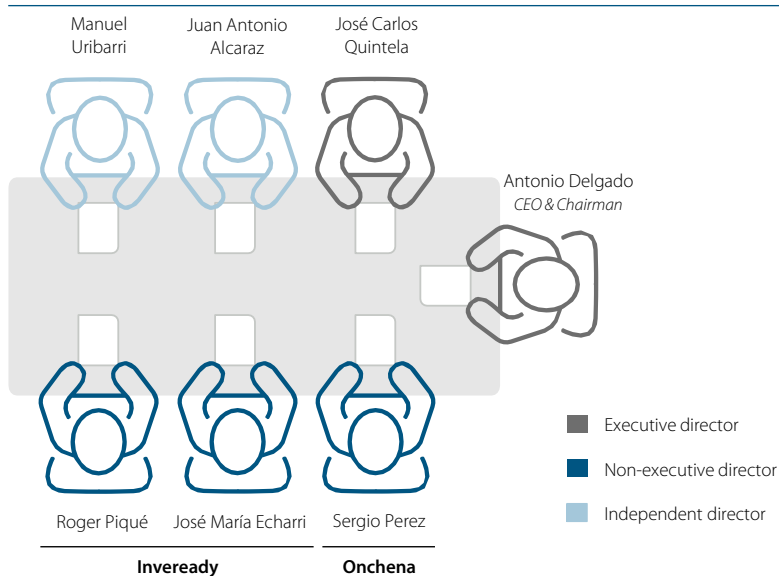 Manuel
Uribarri
Juan Antonio
Alcaraz
José Carlos
Quintela
Antonio Delgado
CEO & Chairman
Executive director
Non-executive director
Independent director
Roger Piqué
José María Echarri
Sergio Perez
Inveready
Onchena